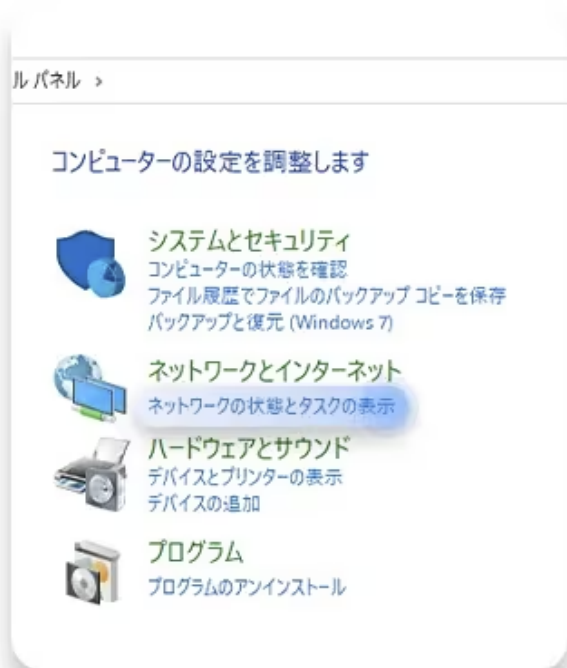 ル パネル >
コンピューターの設定を調整します
システムとセキュリティ
コンピューターの状態を確認
ファイル履歴でファイルのバックアップ コピーを保存
バックアップと復元 (Windows 7)
ネットワークとインターネット
ネットワークの状態とタスクの表示
ハードウェアとサウンド
デバイスとプリンターの表示
デバイスの追加
プログラム
プログラムのアンインストール